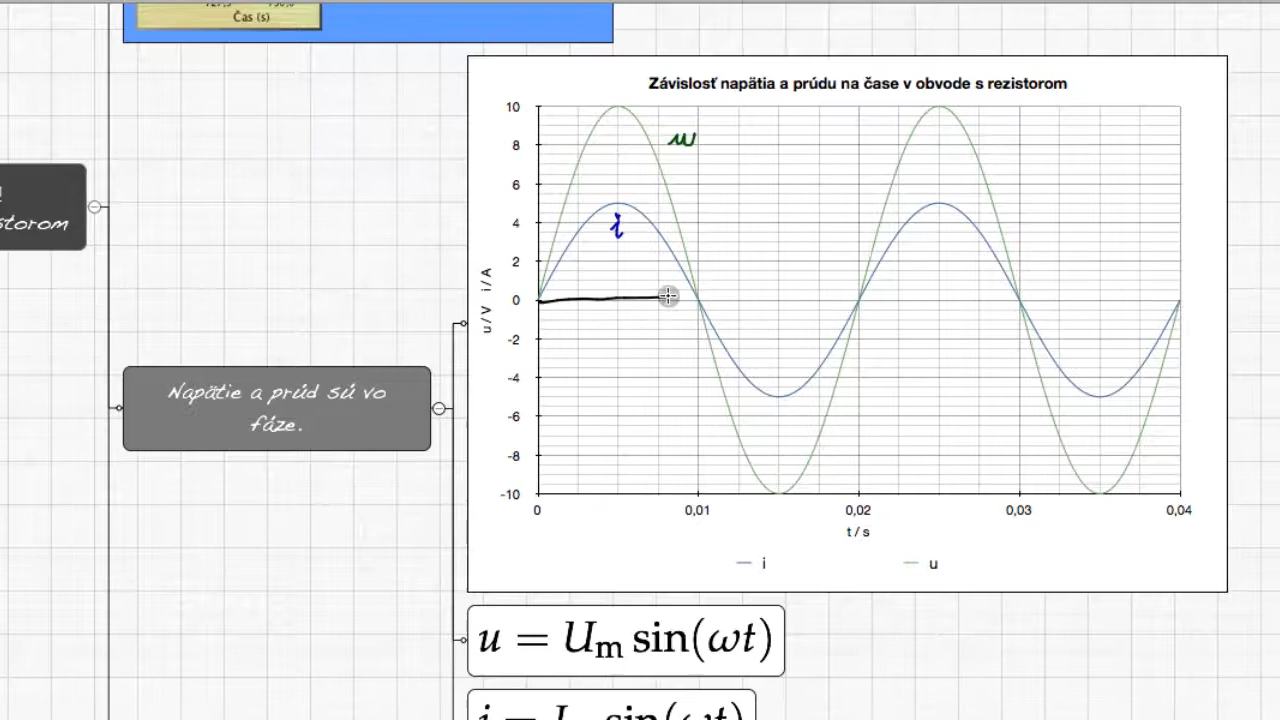 Čas (s)
storom
Napätie a prúd sú vo
fáze.
Závislosť napätia a prúdu na čase v obvode s rezistorom
10
8
6
4
2
0
-2
-4
-6
-8
-10
u / V i / A
u
i
0
0,01
0,02
0,03
0,04
t / s
i
u
u = Um sin(ωt)